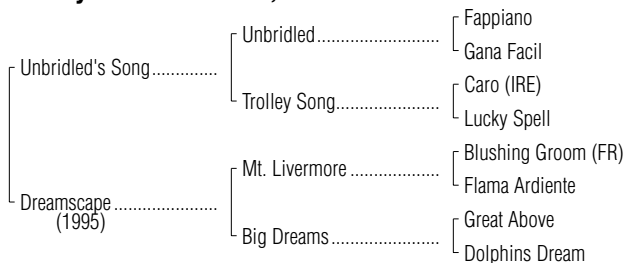 Fappiano
Unbridled
Gana Facil
Unbridled's Song
Caro (IRE)
Trolley Song
Lucky Spell
Blushing Groom (FR)
Mt. Livermore
Flama Ardiente
Dreamscape
(1995)
Great Above
Big Dreams
Dolphins Dream